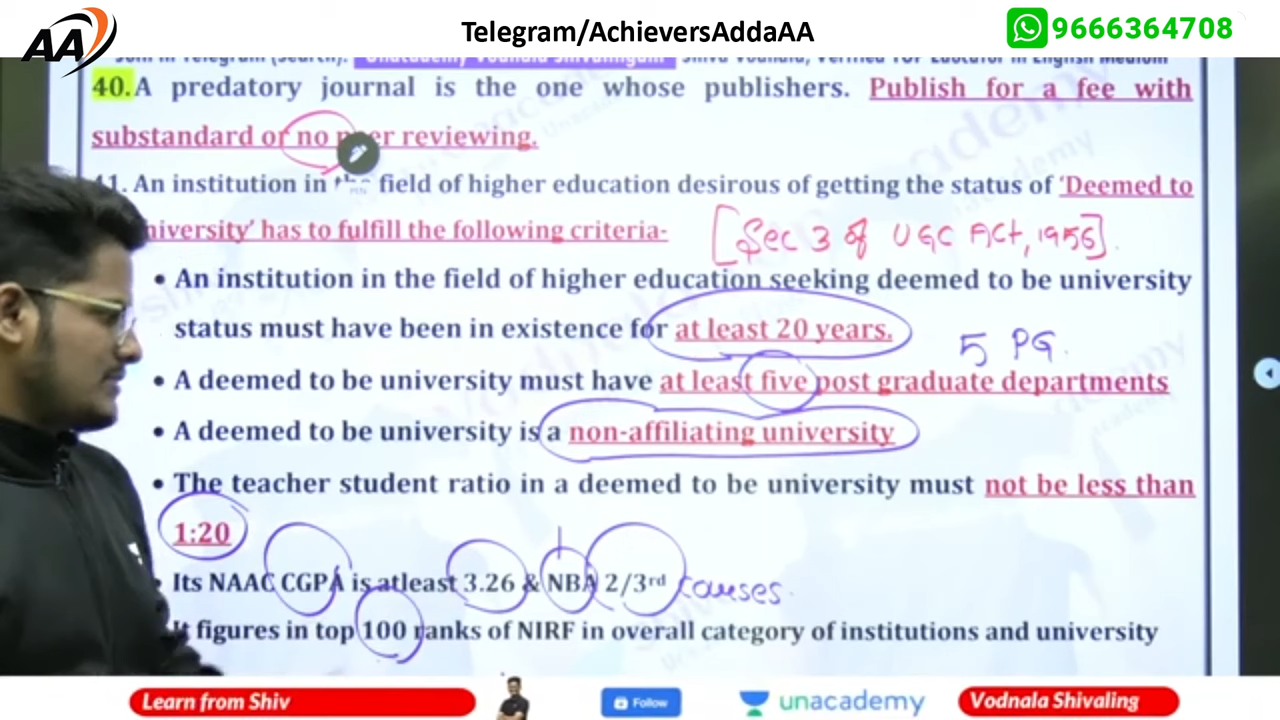 AA
Telegram/AchieversAddaAA
9666364708
40. A predatory journal is the one whose publishers. Publish for a fee with
substandard or no reviewing.
An institution in field of higher education desirous of getting the status of 'Deemed to
has to fulfill the following criteria-
[Sec 3 of UGC Act, 1956].
• An institution in the field of higher education seeking deemed to be university
status must have been in existence for at least 20 years.
5 PG.
• A deemed to be university must have at least five post graduate departments
• A deemed to be university is a non-affiliating university
• The teacher student ratio in a deemed to be university must not be less than
1:20
• Its NAAC CGPA is atleast 3.26 & NBA 2/3rd courses.
It figures in top 100 ranks of NIRF in overall category of institutions and university
Learn from Shiv
Follow
unacademy
Vodnala Shivaling